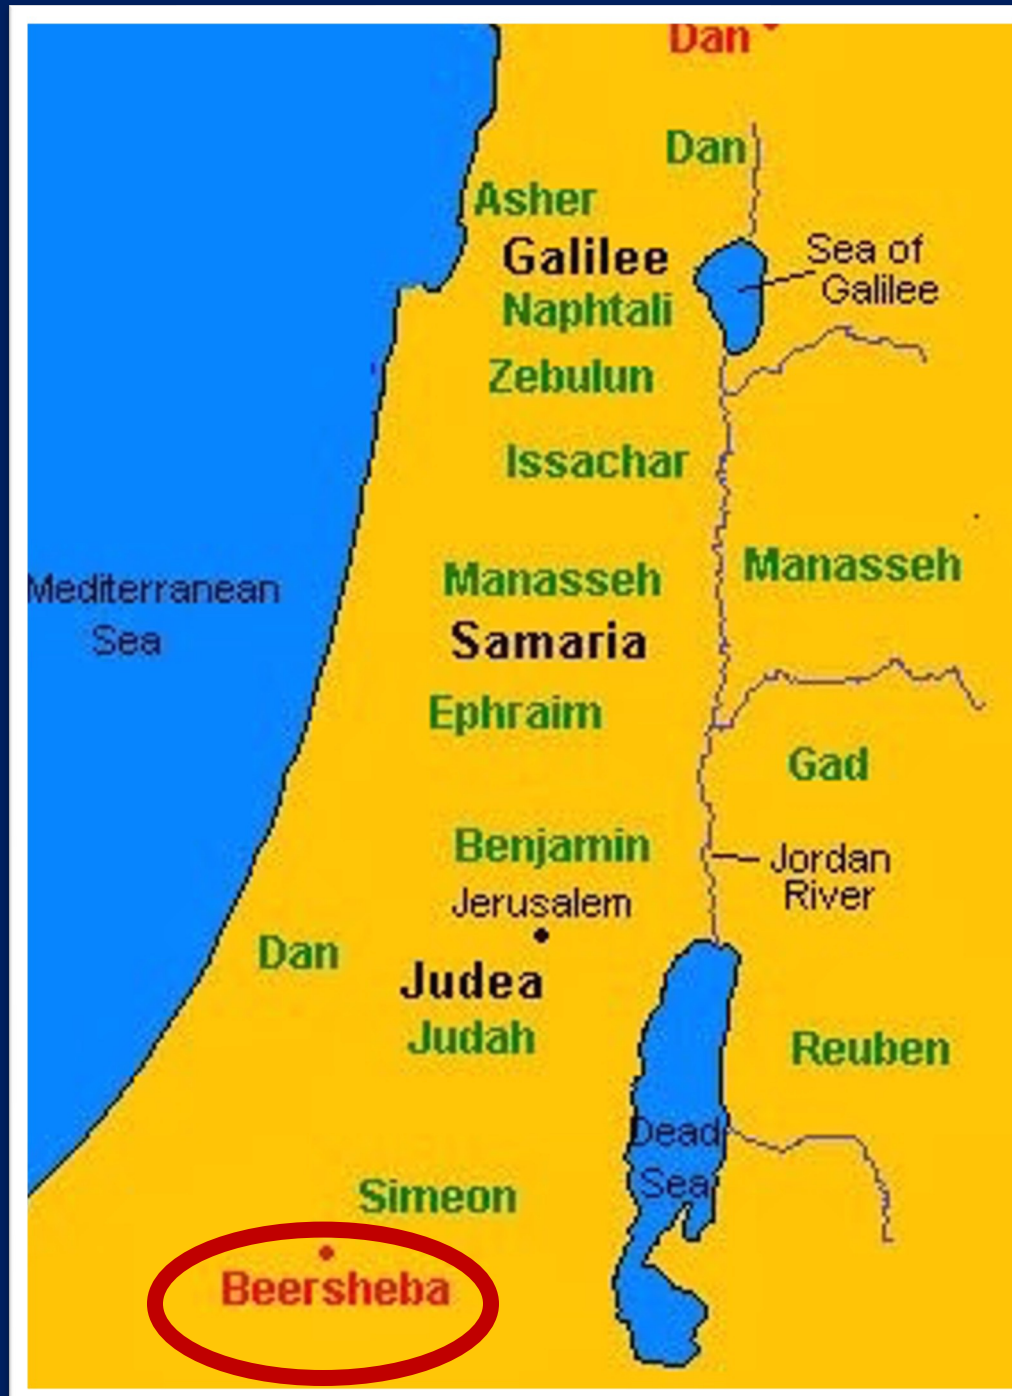 Dan
Dan
Asher
Galilee
Sea of
Galilee
Naphtali
Zebulun
Issachar
Manasseh
Manasseh
Mediterranean
Sea
Samaria
Ephraim
Gad
Benjamin
Jordan
River
Jerusalem
Dan
Judea
Judah
Reuben
Dead
Sea
Simeon
Beersheba